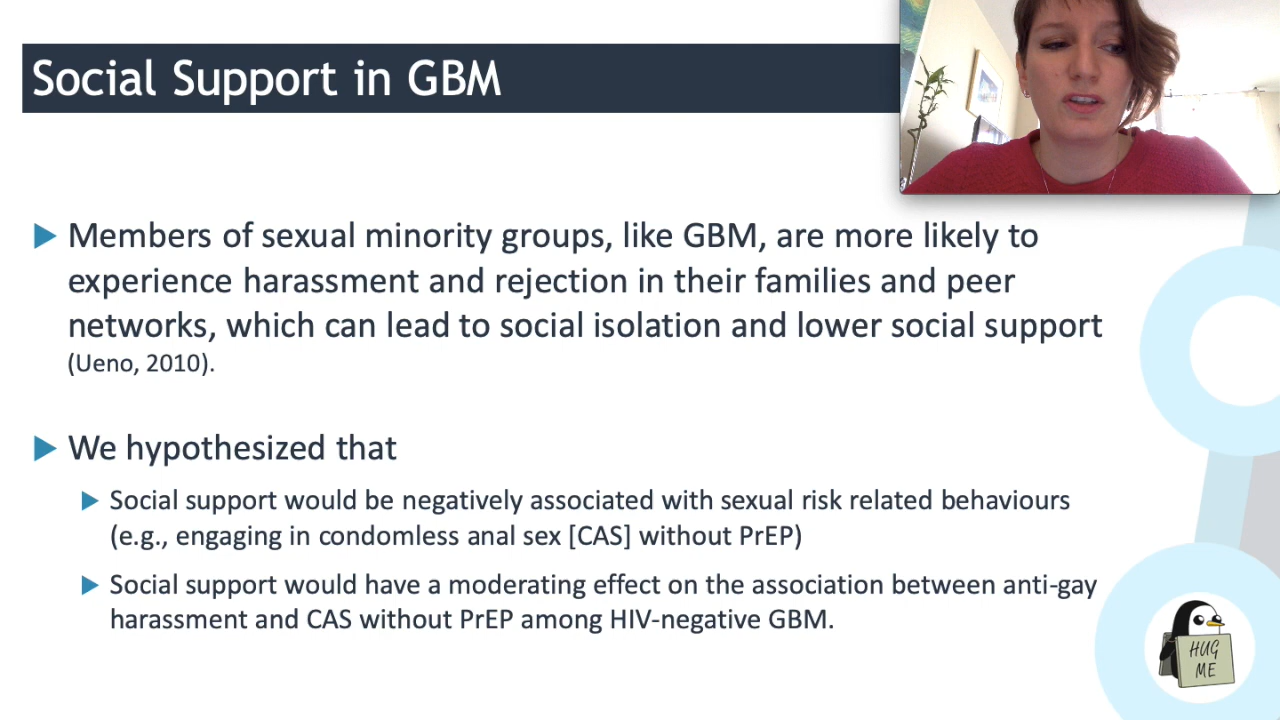 Social Support in GBM
Members of sexual minority groups, like GBM, are more likely to
experience harassment and rejection in their families and peer
networks, which can lead to social isolation and lower social support
(Ueno, 2010).
We hypothesized that
Social support would be negatively associated with sexual risk related behaviours
(e.g., engaging in condomless anal sex [CAS] without PrEP)
Social support would have a moderating effect on the association between anti-gay
harassment and CAS without PrEP among HIV-negative GBM.
HUG
ME